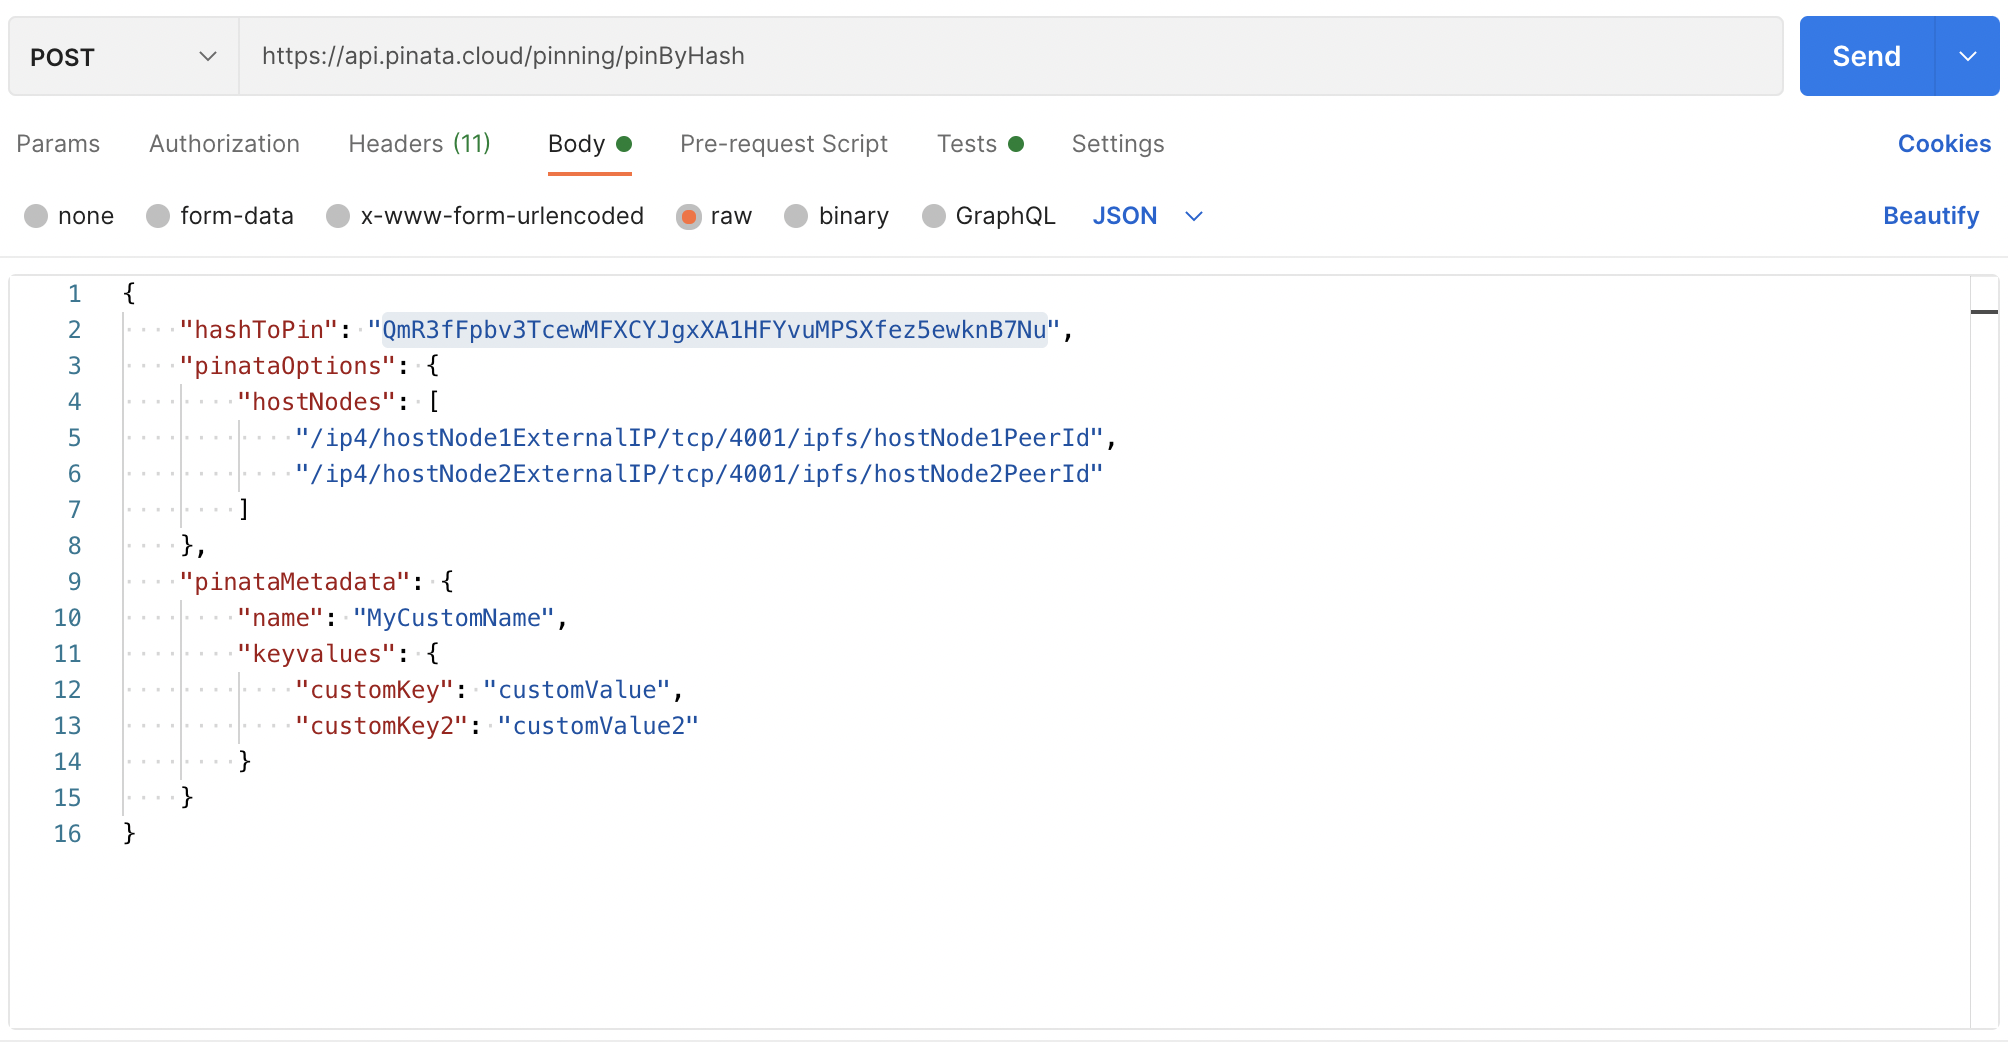 POST https://api.pinata.cloud/pinning/pinByHash Send
Params Authorization Headers (11) Body Pre-request Script Tests Settings Cookies
none form-data x-www-form-urlencoded raw binary GraphQL JSON Beautify
1 {
2 "hashToPin": "QmR3fFpbv3TcewMFXCYJgxXA1HFYvuMPSXfez5ewknB7Nu",
3 "pinataOptions": {
4 "hostNodes": [
5 "/ip4/hostNode1ExternalIP/tcp/4001/ipfs/hostNode1PeerId",
6 "/ip4/hostNode2ExternalIP/tcp/4001/ipfs/hostNode2PeerId"
7 ]
8 },
9 "pinataMetadata": {
10 "name": "MyCustomName",
11 "keyvalues": {
12 "customKey": "customValue",
13 "customKey2": "customValue2"
14 }
15 }
16 }